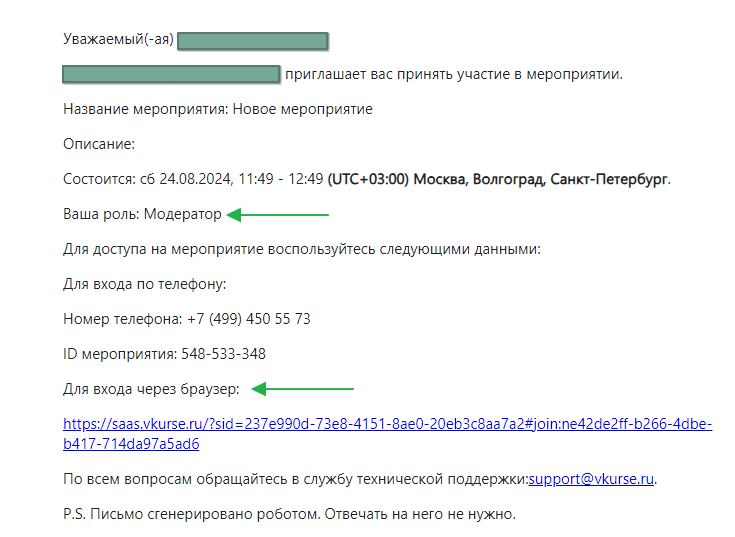 Уважаемый(-ая)
приглашает вас принять участие в мероприятии.
Название мероприятия: Новое мероприятие
Описание:
Состоится: сб 24.08.2024, 11:49 - 12:49 (UTC+03:00) Москва, Волгоград, Санкт-Петербург.
Ваша роль: Модератор
Для доступа на мероприятие воспользуйтесь следующими данными:
Для входа по телефону:
Номер телефона: +7 (499) 450 55 73
ID мероприятия: 548-533-348
Для входа через браузер:
https://saas.vkurse.ru/?sid=237e990d-73e8-4151-8ae0-20eb3c8aa7a2#join:ne42de2ff-b266-4dbe-
b417-714da97a5ad6
По всем вопросам обращайтесь в службу технической поддержки:support@vkurse.ru.
P.S. Письмо сгенерировано роботом. Отвечать на него не нужно.